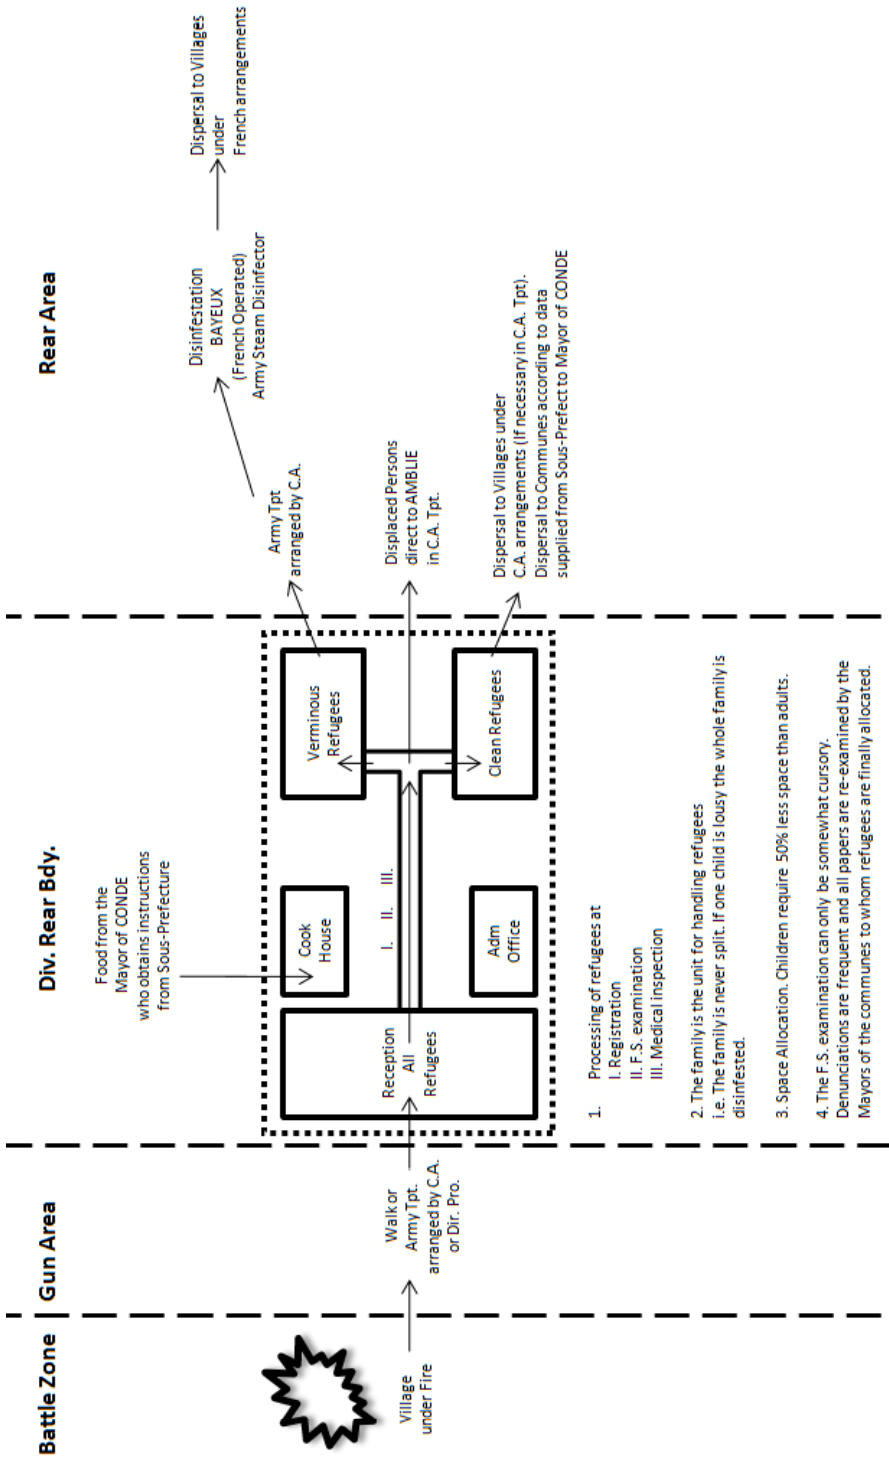 Battle Zone
Gun Area
Div. Rear Bdy.
Rear Area
Village
under Fire
Walk or
Army Tpt.
arranged by C.A.
or Dir. Pro.
Food from the
Mayor of CONDE
who obtains instructions
from Sous-Prefecture
Reception
All
Refugees
Cook
House
I. II. III.
Adm
Office
Verminous
Refugees
Clean Refugees
Army Tpt
arranged by C.A.
Disinfestation
BAYEUX
(French Operated)
Army Steam Disinfector
Dispersal to Villages
under
French arrangements
Displaced Persons
direct to AMBLIE
in C.A. Tpt.
Dispersal to Villages under
C.A. arrangements (If necessary in C.A. Tpt).
Dispersal to Communes according to data
supplied from Sous-Prefect to Mayor of CONDE
1. Processing of refugees at
I. Registration
II. F.S. examination
III. Medical inspection
2. The family is the unit for handling refugees
i.e. The family is never split. If one child is lousy the whole family is
disinfested.
3. Space Allocation. Children require 50% less space than adults.
4. The F.S. examination can only be somewhat cursory.
Denunciations are frequent and all papers are re-examined by the
Mayors of the communes to whom refugees are finally allocated.